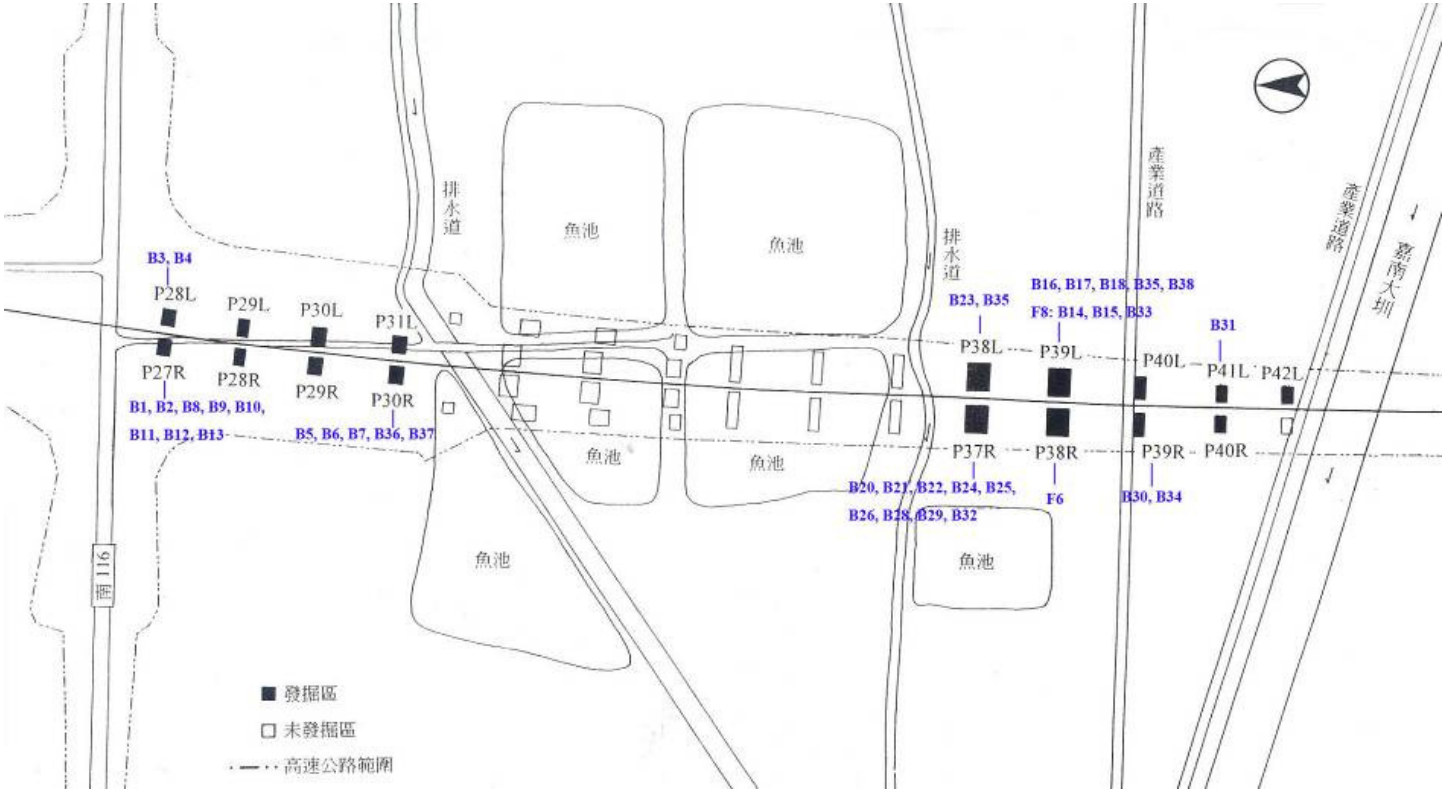 產業道路
產業道路
排水道
嘉南大圳
魚池
魚池
排水道
B3, B4
P28L
P29L
P30L
P31L
B23, B35
B16, B17, B18, B35, B38
F8: B14, B15, B33
B31
P38L
P39L
P40L
P41L
P42L
P27R
P28R
P29R
P30R
B1, B2, B8, B9, B10,
B11, B12, B13
B5, B6, B7, B36, B37
P37R
P38R
P39R
P40R
魚池
魚池
B20, B21, B22, B24, B25,
B26, B28, B29, B32
F6
B30, B34
魚池
魚池
南116
發掘區
未發掘區
高速公路範圍